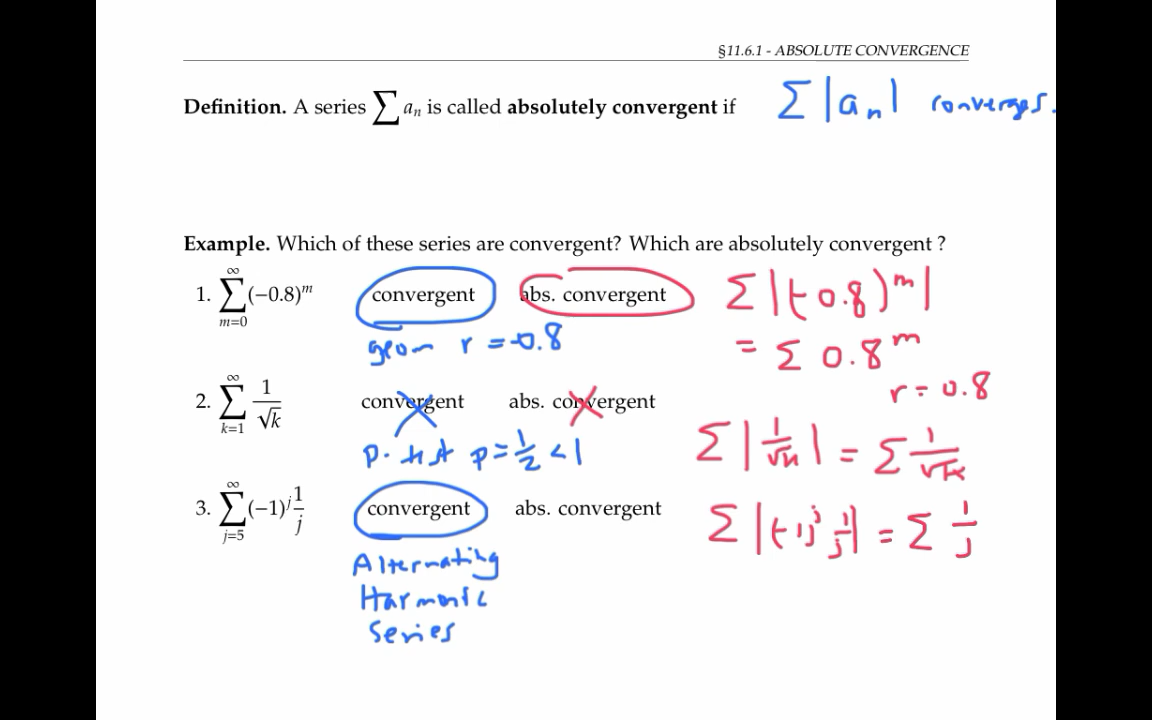 §11.6.1 - ABSOLUTE CONVERGENCE
Definition. A series ∑ aₙ is called absolutely convergent if ∑ |aₙ| converges.
Example. Which of these series are convergent? Which are absolutely convergent ?
1. ∑_{m=0}^{∞} (−0.8)^m convergent abs. convergent ∑ |(-0.8)^m|
geom r = -0.8 = ∑ 0.8^m
r = 0.8
2. ∑_{k=1}^{∞} 1/√k convergent abs. convergent
p. test p = 1/2 < 1 ∑ |1/√k| = ∑ 1/√k
3. ∑_{j=5}^{∞} (−1)^j 1/j convergent abs. convergent ∑ |(-1)^j 1/j| = ∑ 1/j
Alternating
Harmonic
Series